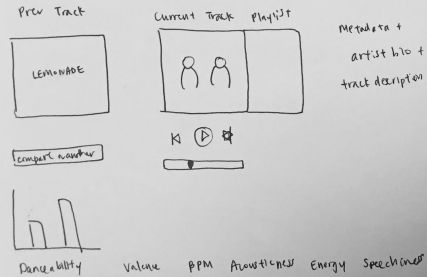 Prev Track
Current Track
Playlist
Metadata +
artist bio +
track description
LEMONADE
compare another
Danceability
Valence
BPM
Acousticness
Energy
Speechiness